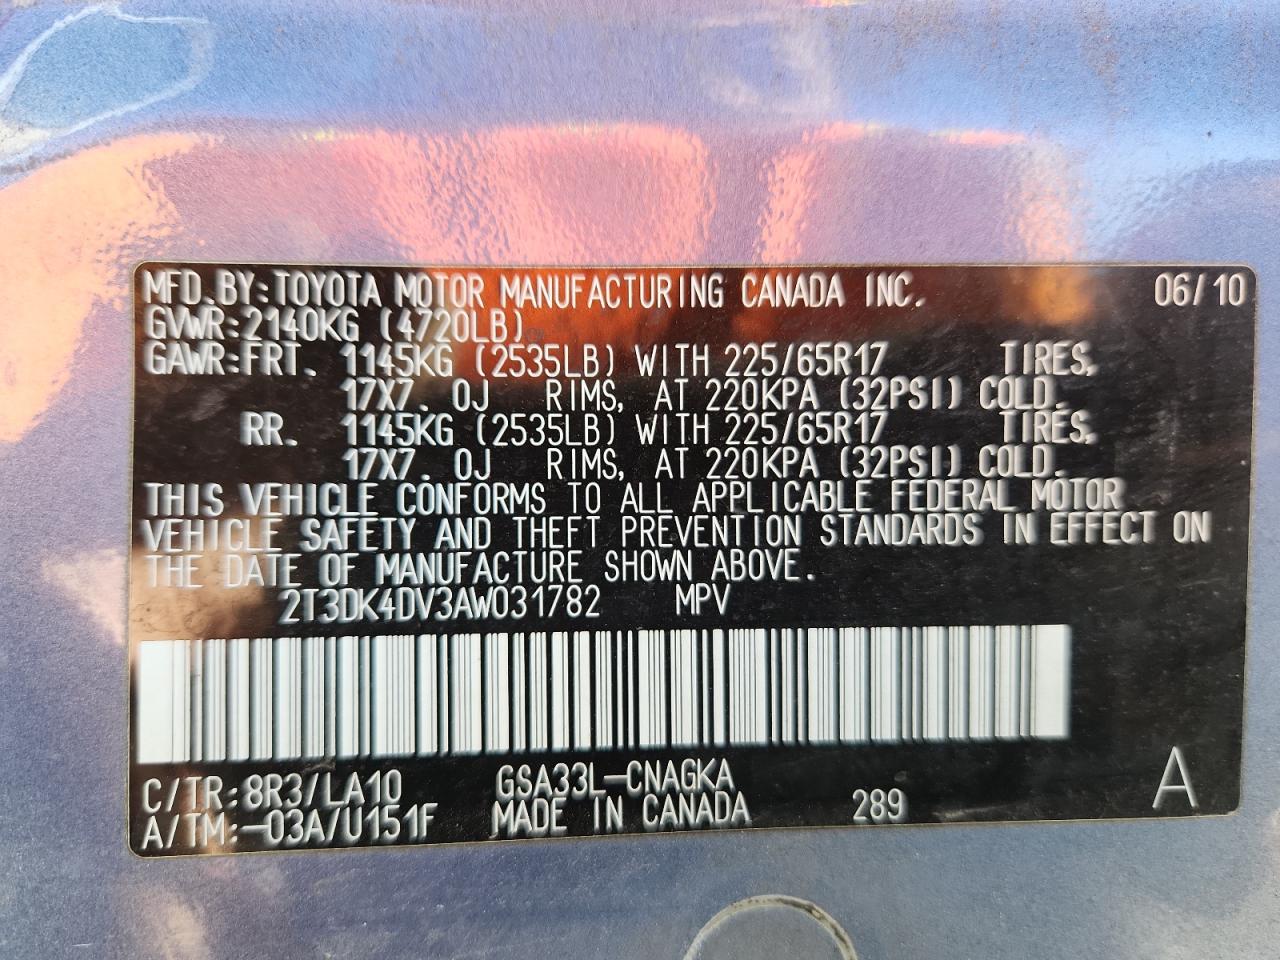 MFD.BY:TOYOTA MOTOR MANUFACTURING CANADA INC. 06/10
GVWR:2140KG (4720LB)
GAWR:FRT. 1145KG (2535LB) WITH 225/65R17 TIRES,
17X7.0J RIMS, AT 220KPA (32PSI) COLD.
RR. 1145KG (2535LB) WITH 225/65R17 TIRES,
17X7.0J RIMS, AT 220KPA (32PSI) COLD.
THIS VEHICLE CONFORMS TO ALL APPLICABLE FEDERAL MOTOR
VEHICLE SAFETY AND THEFT PREVENTION STANDARDS IN EFFECT ON
THE DATE OF MANUFACTURE SHOWN ABOVE.
2T3DK4DV3AW031782 MPV
C/TR:8R3/LA10 GSA33L-CNAGKA A
A/TM:-03A/U151F MADE IN CANADA 289